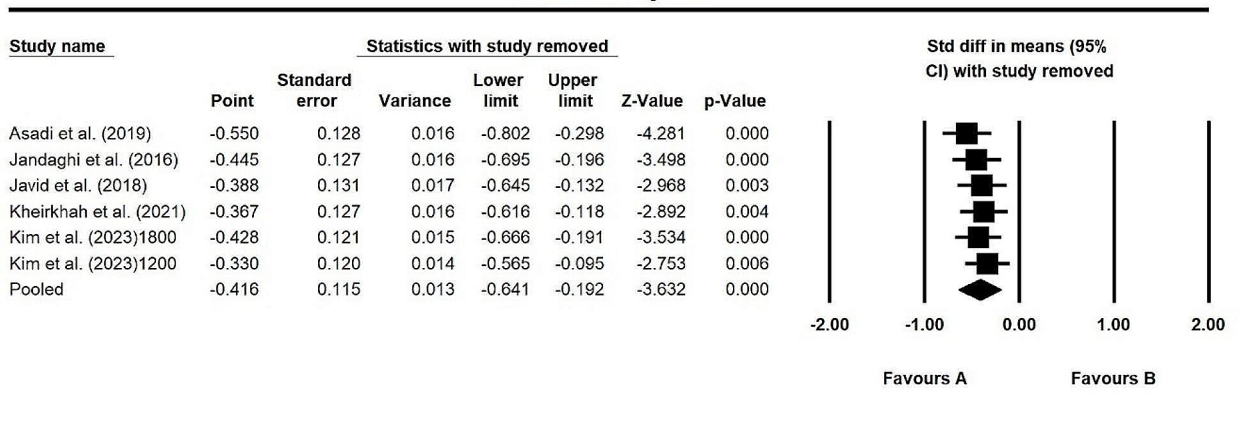 Study name Statistics with study removed Std diff in means (95%
CI) with study removed
Standard Lower Upper
Point error Variance limit limit Z-Value p-Value
Asadi et al. (2019) -0.550 0.128 0.016 -0.802 -0.298 -4.281 0.000
Jandaghi et al. (2016) -0.445 0.127 0.016 -0.695 -0.196 -3.498 0.000
Javid et al. (2018) -0.388 0.131 0.017 -0.645 -0.132 -2.968 0.003
Kheirkhah et al. (2021) -0.367 0.127 0.016 -0.616 -0.118 -2.892 0.004
Kim et al. (2023)1800 -0.428 0.121 0.015 -0.666 -0.191 -3.534 0.000
Kim et al. (2023)1200 -0.330 0.120 0.014 -0.565 -0.095 -2.753 0.006
Pooled -0.416 0.115 0.013 -0.641 -0.192 -3.632 0.000
-2.00 -1.00 0.00 1.00 2.00
Favours A Favours B